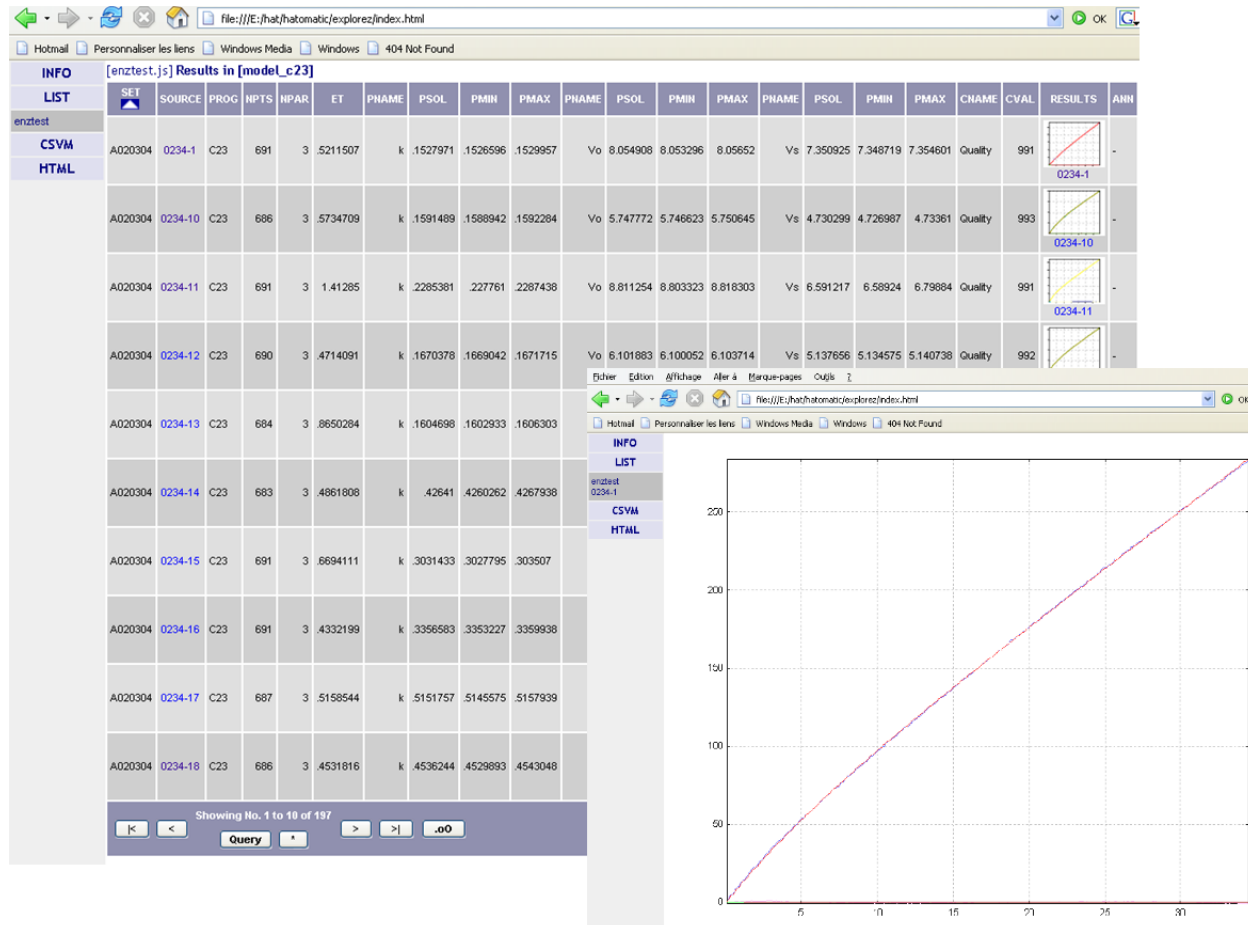 file:///E:/hat/hatomatic/explorez/index.html OK G
Hotmail Personnaliser les liens Windows Media Windows 404 Not Found
INFO
LIST
enztest
CSVM
HTML
[enztest.js] Results in [model_c23]
SET SOURCE PROG NPTS NPAR ET PNAME PSOL PMIN PMAX PNAME PSOL PMIN PMAX PNAME PSOL PMIN PMAX CNAME CVAL RESULTS ANN
A020304 0234-1 C23 691 3 .5211507 k .1527971 .1526596 .1529957 Vo 8.054908 8.053296 8.05652 Vs 7.350925 7.348719 7.354601 Quality 991 -
0234-1
A020304 0234-10 C23 686 3 .5734709 k .1591489 .1588942 .1592284 Vo 5.747772 5.746623 5.750645 Vs 4.730299 4.726987 4.73361 Quality 993 -
0234-10
A020304 0234-11 C23 691 3 1.41285 k .2285381 .227761 .2287438 Vo 8.811254 8.803323 8.818303 Vs 6.591217 6.58924 6.79884 Quality 991 -
0234-11
A020304 0234-12 C23 690 3 .4714091 k .1670378 .1669042 .1671715 Vo 6.101883 6.100052 6.103714 Vs 5.137656 5.134575 5.140738 Quality 992 -
A020304 0234-13 C23 684 3 .8650284 k .1604698 .1602933 .1606303
A020304 0234-14 C23 683 3 .4861808 k .42641 .4260262 .4267938
A020304 0234-15 C23 691 3 .6694111 k .3031433 .3027795 .303507
A020304 0234-16 C23 691 3 .4332199 k .3356583 .3353227 .3359938
A020304 0234-17 C23 687 3 .5158544 k .5151757 .5145575 .5157939
A020304 0234-18 C23 686 3 .4531816 k .4536244 .4529893 .4543048
Showing No. 1 to 10 of 197
|< < Query * > >| .oO
Fichier Edition Affichage Aller à Marque-pages Outils ?
file:///E:/hat/hatomatic/explorez/index.html OK
Hotmail Personnaliser les liens Windows Media Windows 404 Not Found
INFO
LIST
enztest
0234-1
CSVM
HTML
250
200
150
100
50
0
5 10 15 20 25 30